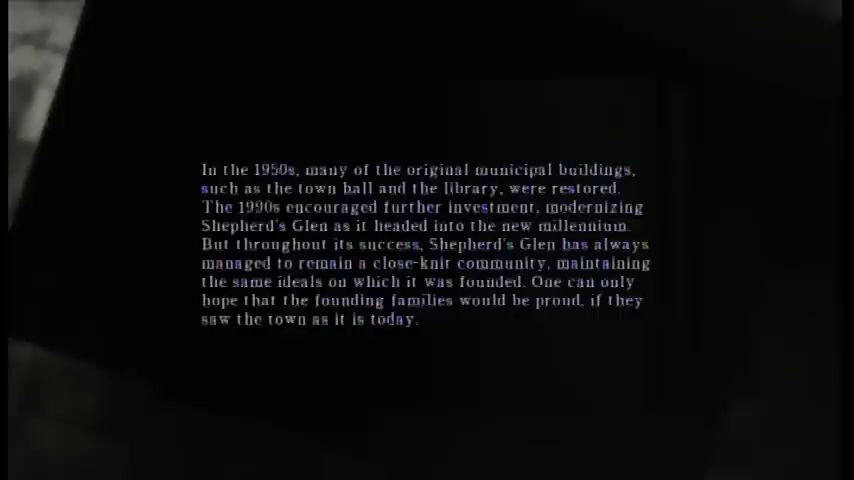 In the 1950s, many of the original municipal buildings,
such as the town hall and the library, were restored.
The 1990s encouraged further investment, modernizing
Shepherd's Glen as it headed into the new millennium.
But throughout its success, Shepherd's Glen has always
managed to remain a close-knit community, maintaining
the same ideals on which it was founded. One can only
hope that the founding families would be proud, if they
saw the town as it is today.